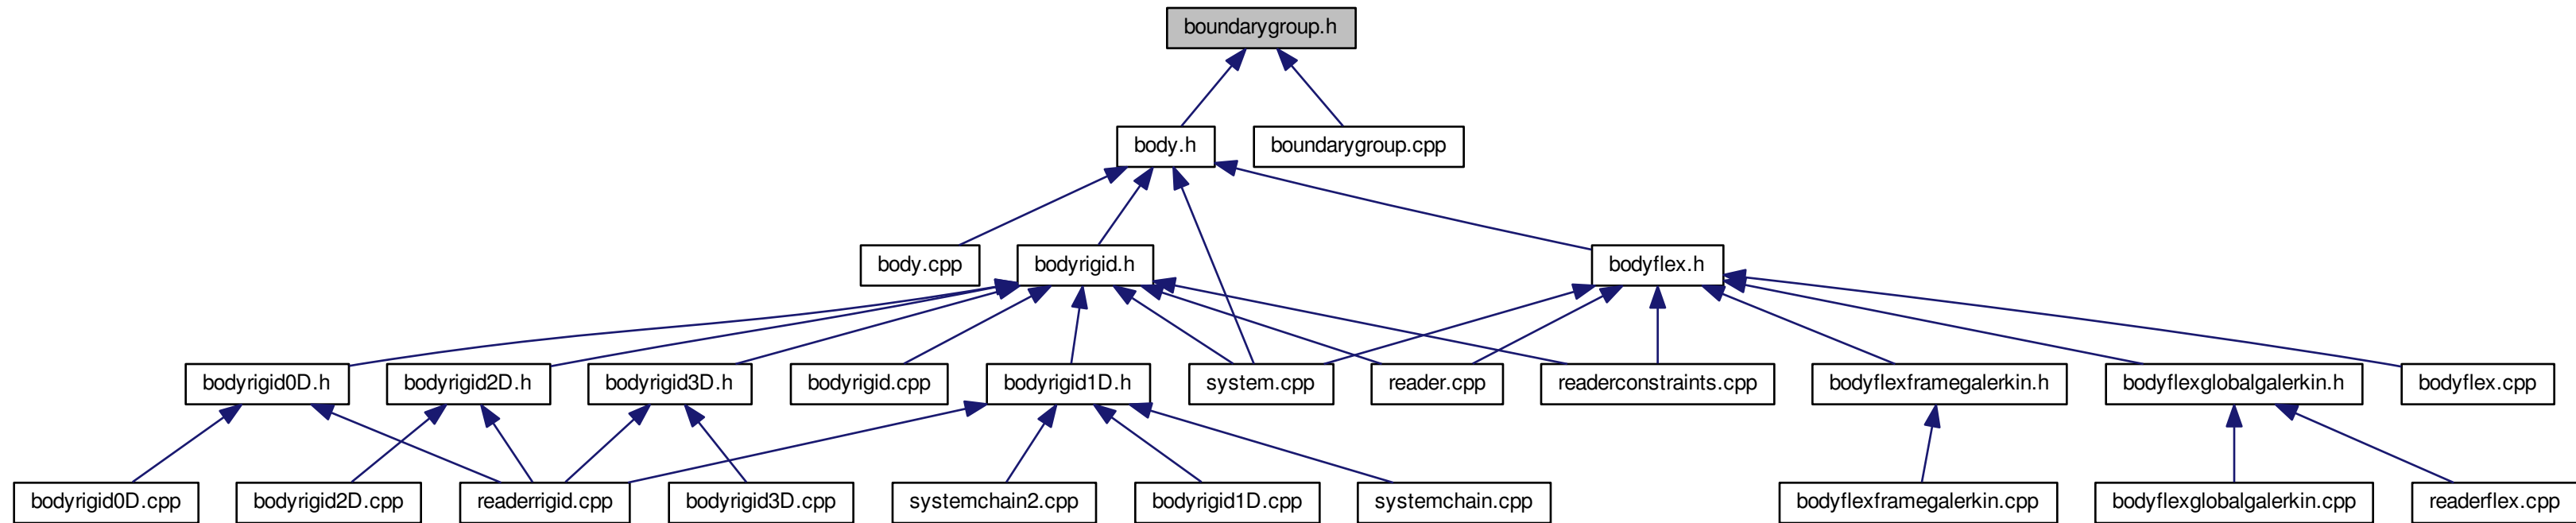 boundarygroup.h
body.h
boundarygroup.cpp
body.cpp
bodyrigid.h
bodyflex.h
bodyrigid0D.h
bodyrigid2D.h
bodyrigid3D.h
bodyrigid.cpp
bodyrigid1D.h
system.cpp
reader.cpp
readerconstraints.cpp
bodyflexframegalerkin.h
bodyflexglobalgalerkin.h
bodyflex.cpp
bodyrigid0D.cpp
bodyrigid2D.cpp
readerrigid.cpp
bodyrigid3D.cpp
systemchain2.cpp
bodyrigid1D.cpp
systemchain.cpp
bodyflexframegalerkin.cpp
bodyflexglobalgalerkin.cpp
readerflex.cpp